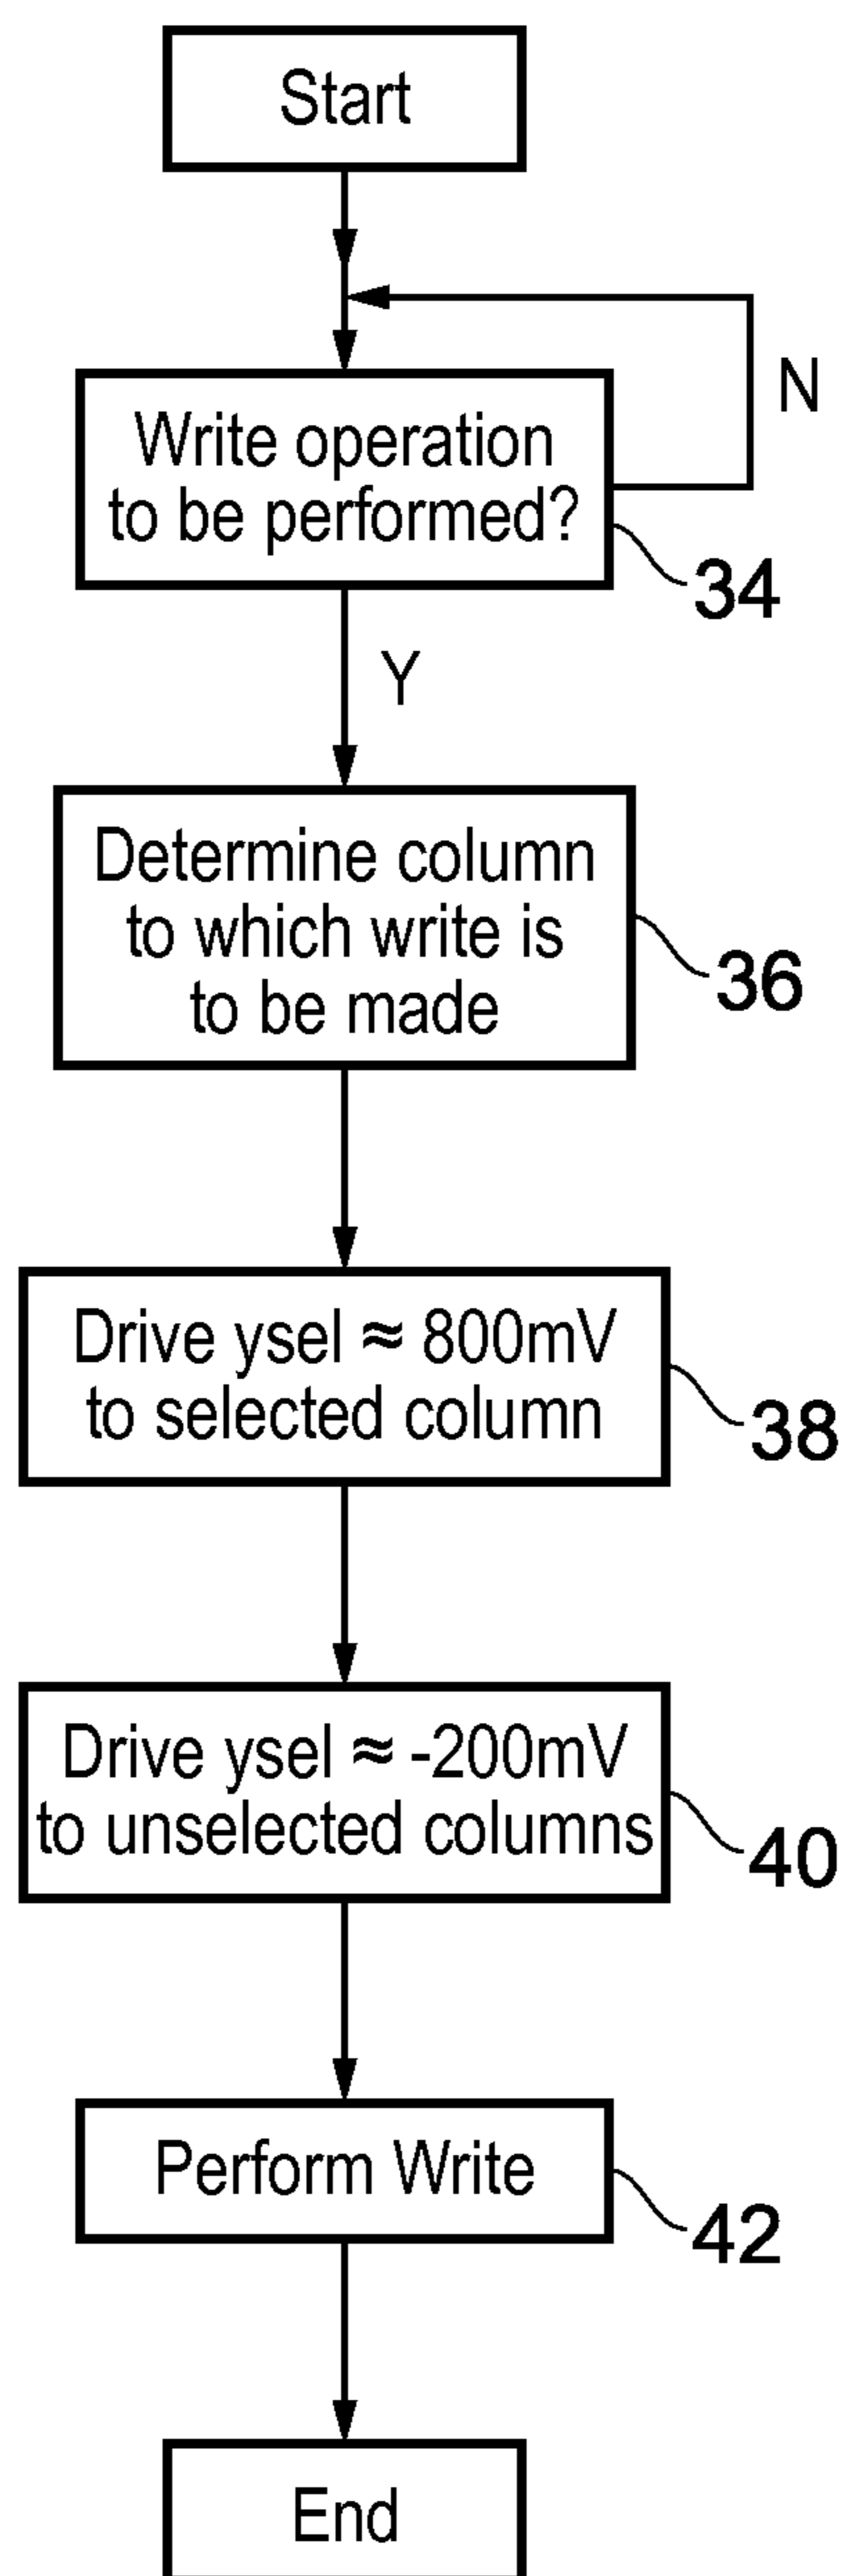 Start
N
Write operation
to be performed?
34
Y
Determine column
to which write is
to be made
36
Drive ysel ≈ 800mV
to selected column
38
Drive ysel ≈ -200mV
to unselected columns
40
Perform Write
42
End